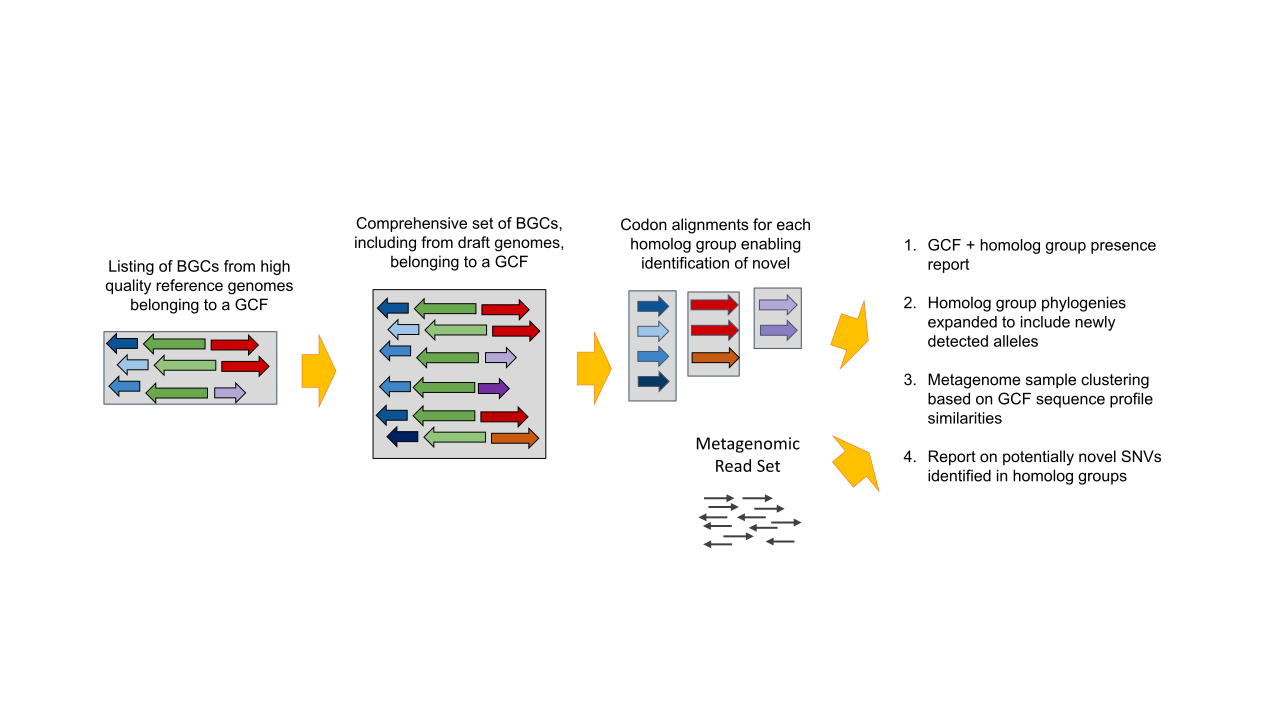 Listing of BGCs from high
quality reference genomes
belonging to a GCF
Comprehensive set of BGCs,
including from draft genomes,
belonging to a GCF
Codon alignments for each
homolog group enabling
identification of novel
Metagenomic
Read Set
1. GCF + homolog group presence
report
2. Homolog group phylogenies
expanded to include newly
detected alleles
3. Metagenome sample clustering
based on GCF sequence profile
similarities
4. Report on potentially novel SNVs
identified in homolog groups